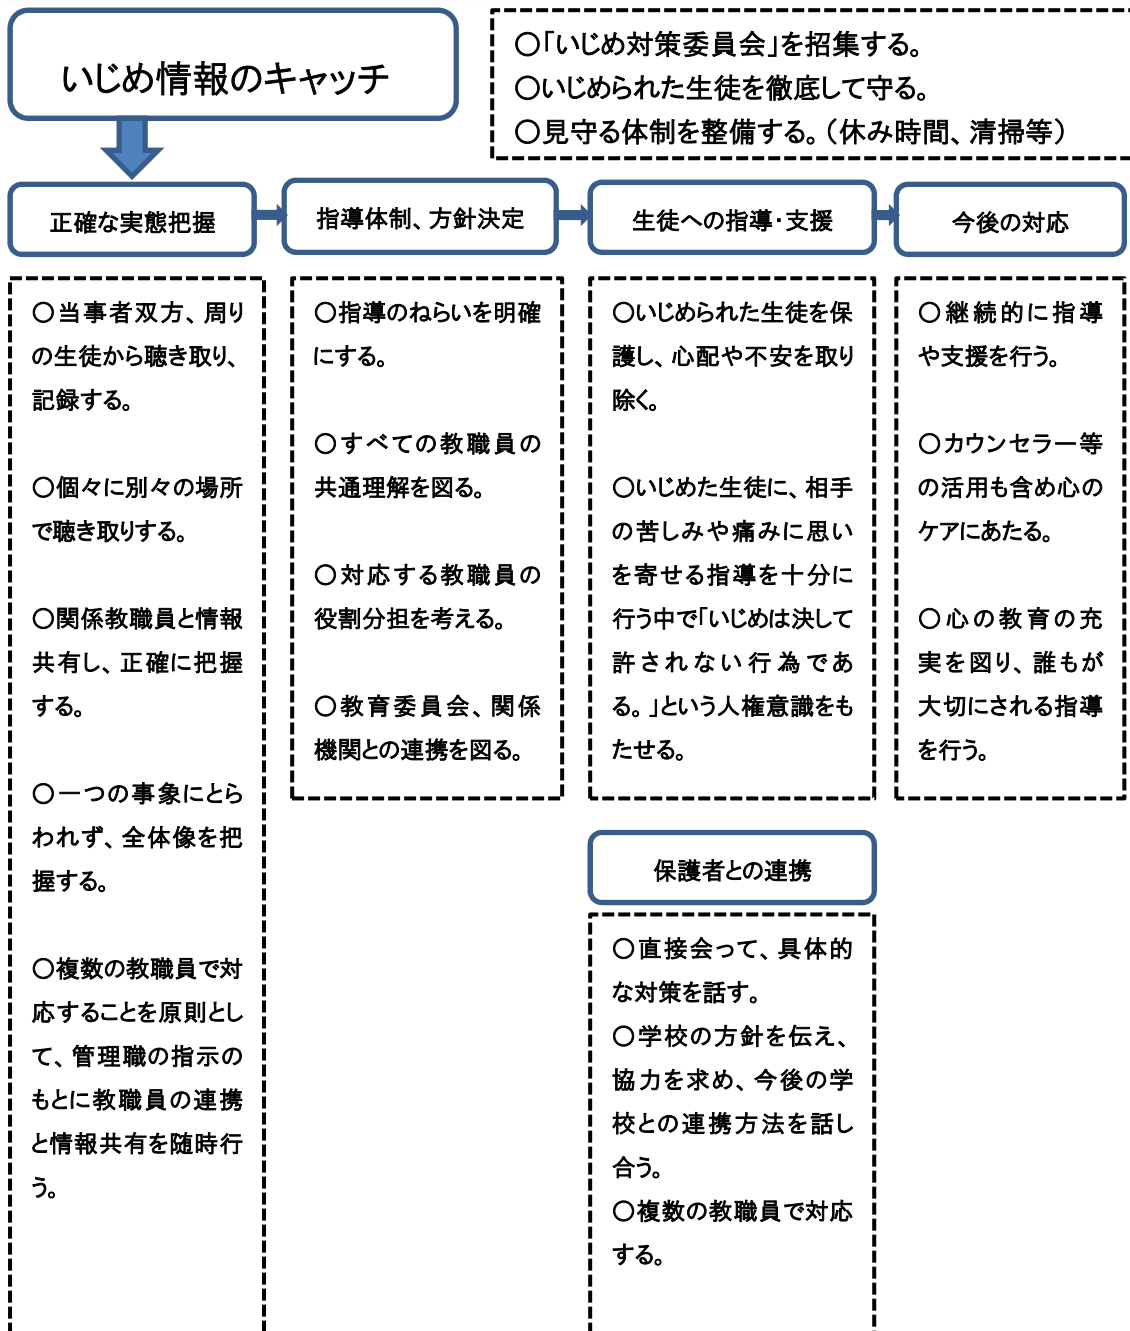 いじめ情報のキャッチ
○「いじめ対策委員会」を招集する。
○いじめられた生徒を徹底して守る。
○見守る体制を整備する。（休み時間、清掃等）
正確な実態把握
指導体制、方針決定
生徒への指導・支援
今後の対応
○当事者双方、周り
の生徒から聴き取り、
記録する。
○個々に別々の場所
で聴き取りする。
○関係教職員と情報
共有し、正確に把握
する。
○一つの事象にとら
われず、全体像を把
握する。
○複数の教職員で対
応することを原則とし
て、管理職の指示の
もとに教職員の連携
と情報共有を随時行
う。
○指導のねらいを明確
にする。
○すべての教職員の
共通理解を図る。
○対応する教職員の
役割分担を考える。
○教育委員会、関係
機関との連携を図る。
○いじめられた生徒を保
護し、心配や不安を取り
除く。
○いじめた生徒に、相手
の苦しみや痛みに思い
を寄せる指導を十分に
行う中で「いじめは決して
許されない行為であ
る。」という人権意識をも
たせる。
○継続的に指導
や支援を行う。
○カウンセラー等
の活用も含め心の
ケアにあたる。
○心の教育の充
実を図り、誰もが
大切にされる指導
を行う。
保護者との連携
○直接会って、具体的
な対策を話す。
○学校の方針を伝え、
協力を求め、今後の学
校との連携方法を話し
合う。
○複数の教職員で対応
する。